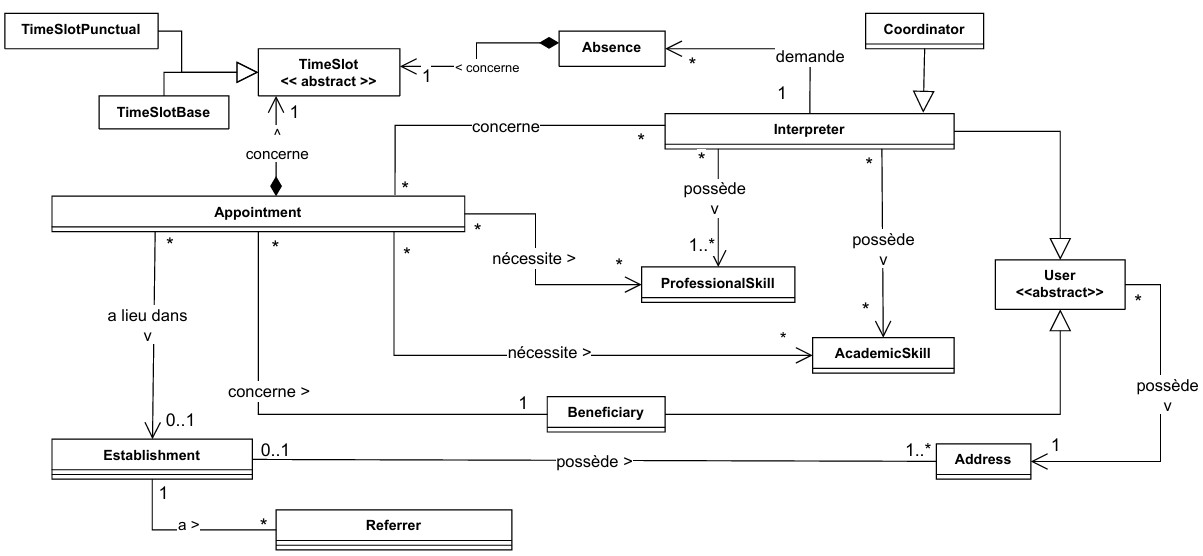 TimeSlotPunctual
Coordinator
Absence
demande
*
TimeSlot
<< abstract >>
1
< concerne
1
TimeSlotBase
1
^
concerne
concerne
*
Interpreter
*
*
possède
v
1..*
possède
v
*
*
Appointment
*
*
*
*
nécessite >
*
ProfessionalSkill
User
<<abstract>>
*
a lieu dans
v
nécessite >
*
AcademicSkill
possède
v
concerne >
1
Beneficiary
0..1
Establishment
0..1
possède >
1..*
Address
1
1
a >
*
Referrer